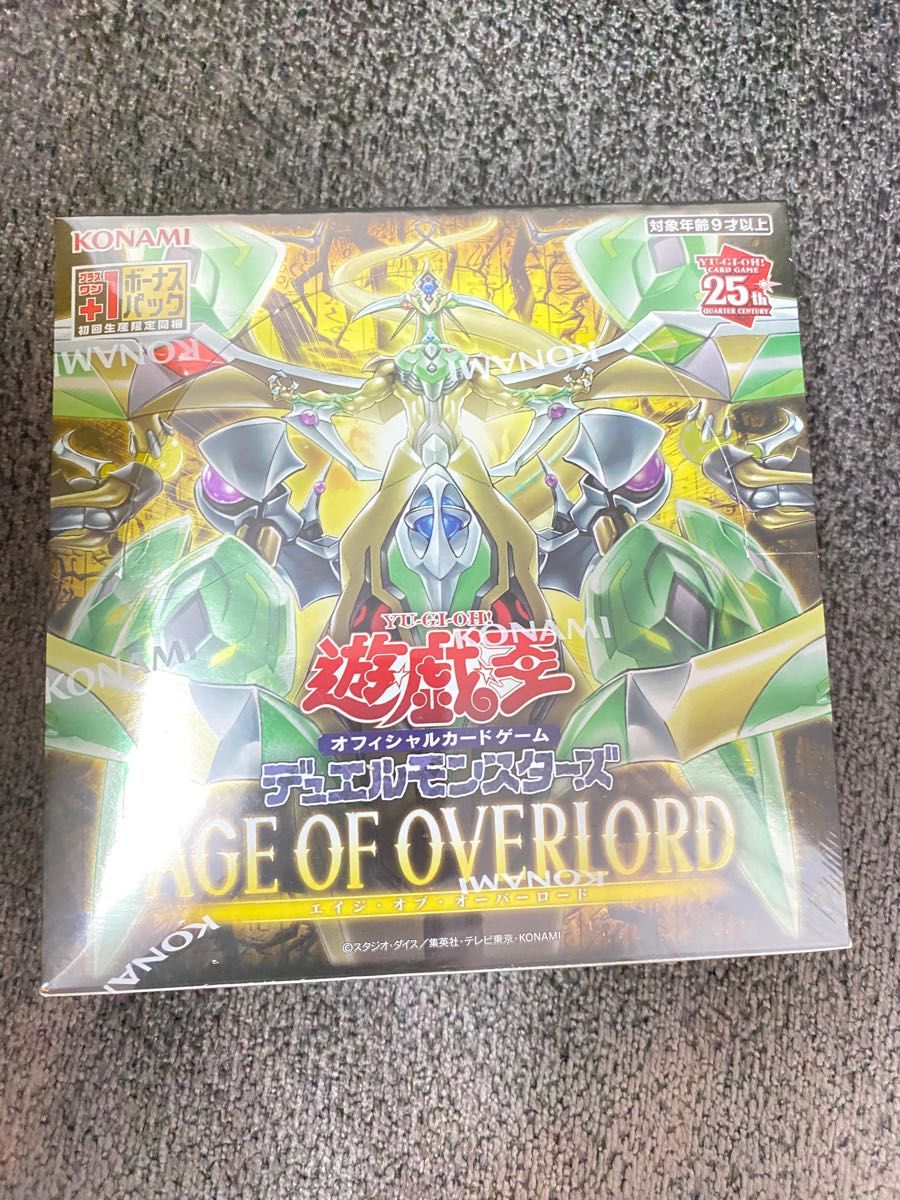 KONAMI
対象年齢9才以上
プラス
ワン
+1
ボーナス
パック
初回生産限定同梱
YU-GI-OH!
CARD GAME
25th
QUARTER CENTURY
KONAMI
KONAMI
KONAMI
KONAMI
YU-GI-OH!
遊戯王
オフィシャルカードゲーム
デュエルモンスターズ
AGE OF OVERLORD
KONAMI
KONAMI
エイジ・オブ・オーバーロード
KONAMI
©スタジオ・ダイス/集英社・テレビ東京・KONAMI